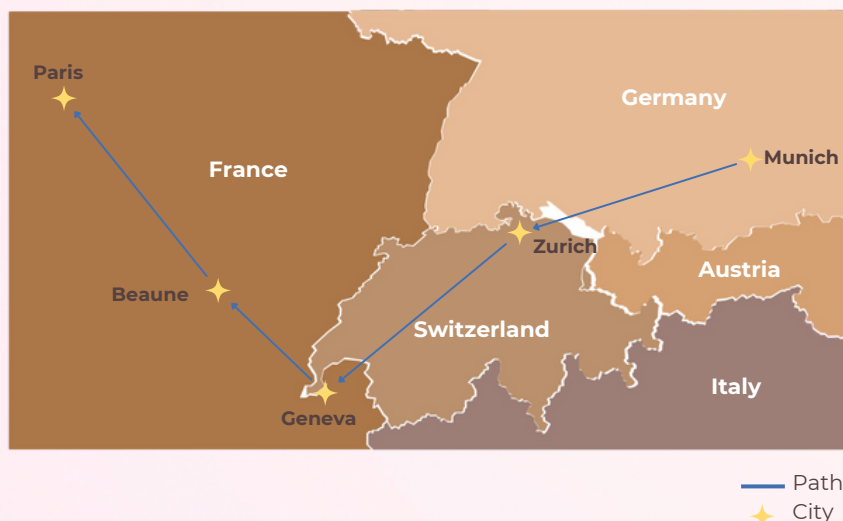 Paris
Germany
Munich
France
Zurich
Austria
Beaune
Switzerland
Italy
Geneva
Path
City